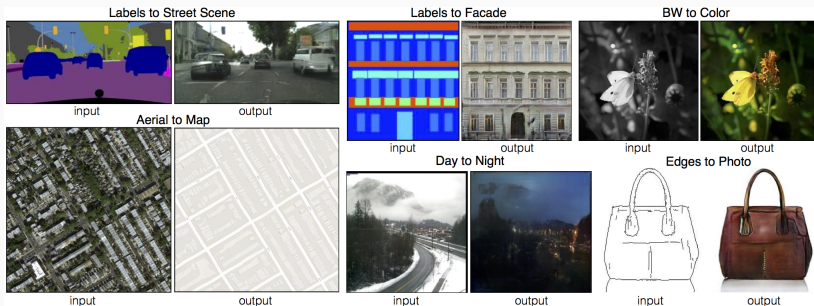 Labels to Street Scene
input
output
Aerial to Map
input
output
Labels to Facade
input
output
BW to Color
input
output
Day to Night
input
output
Edges to Photo
input
output